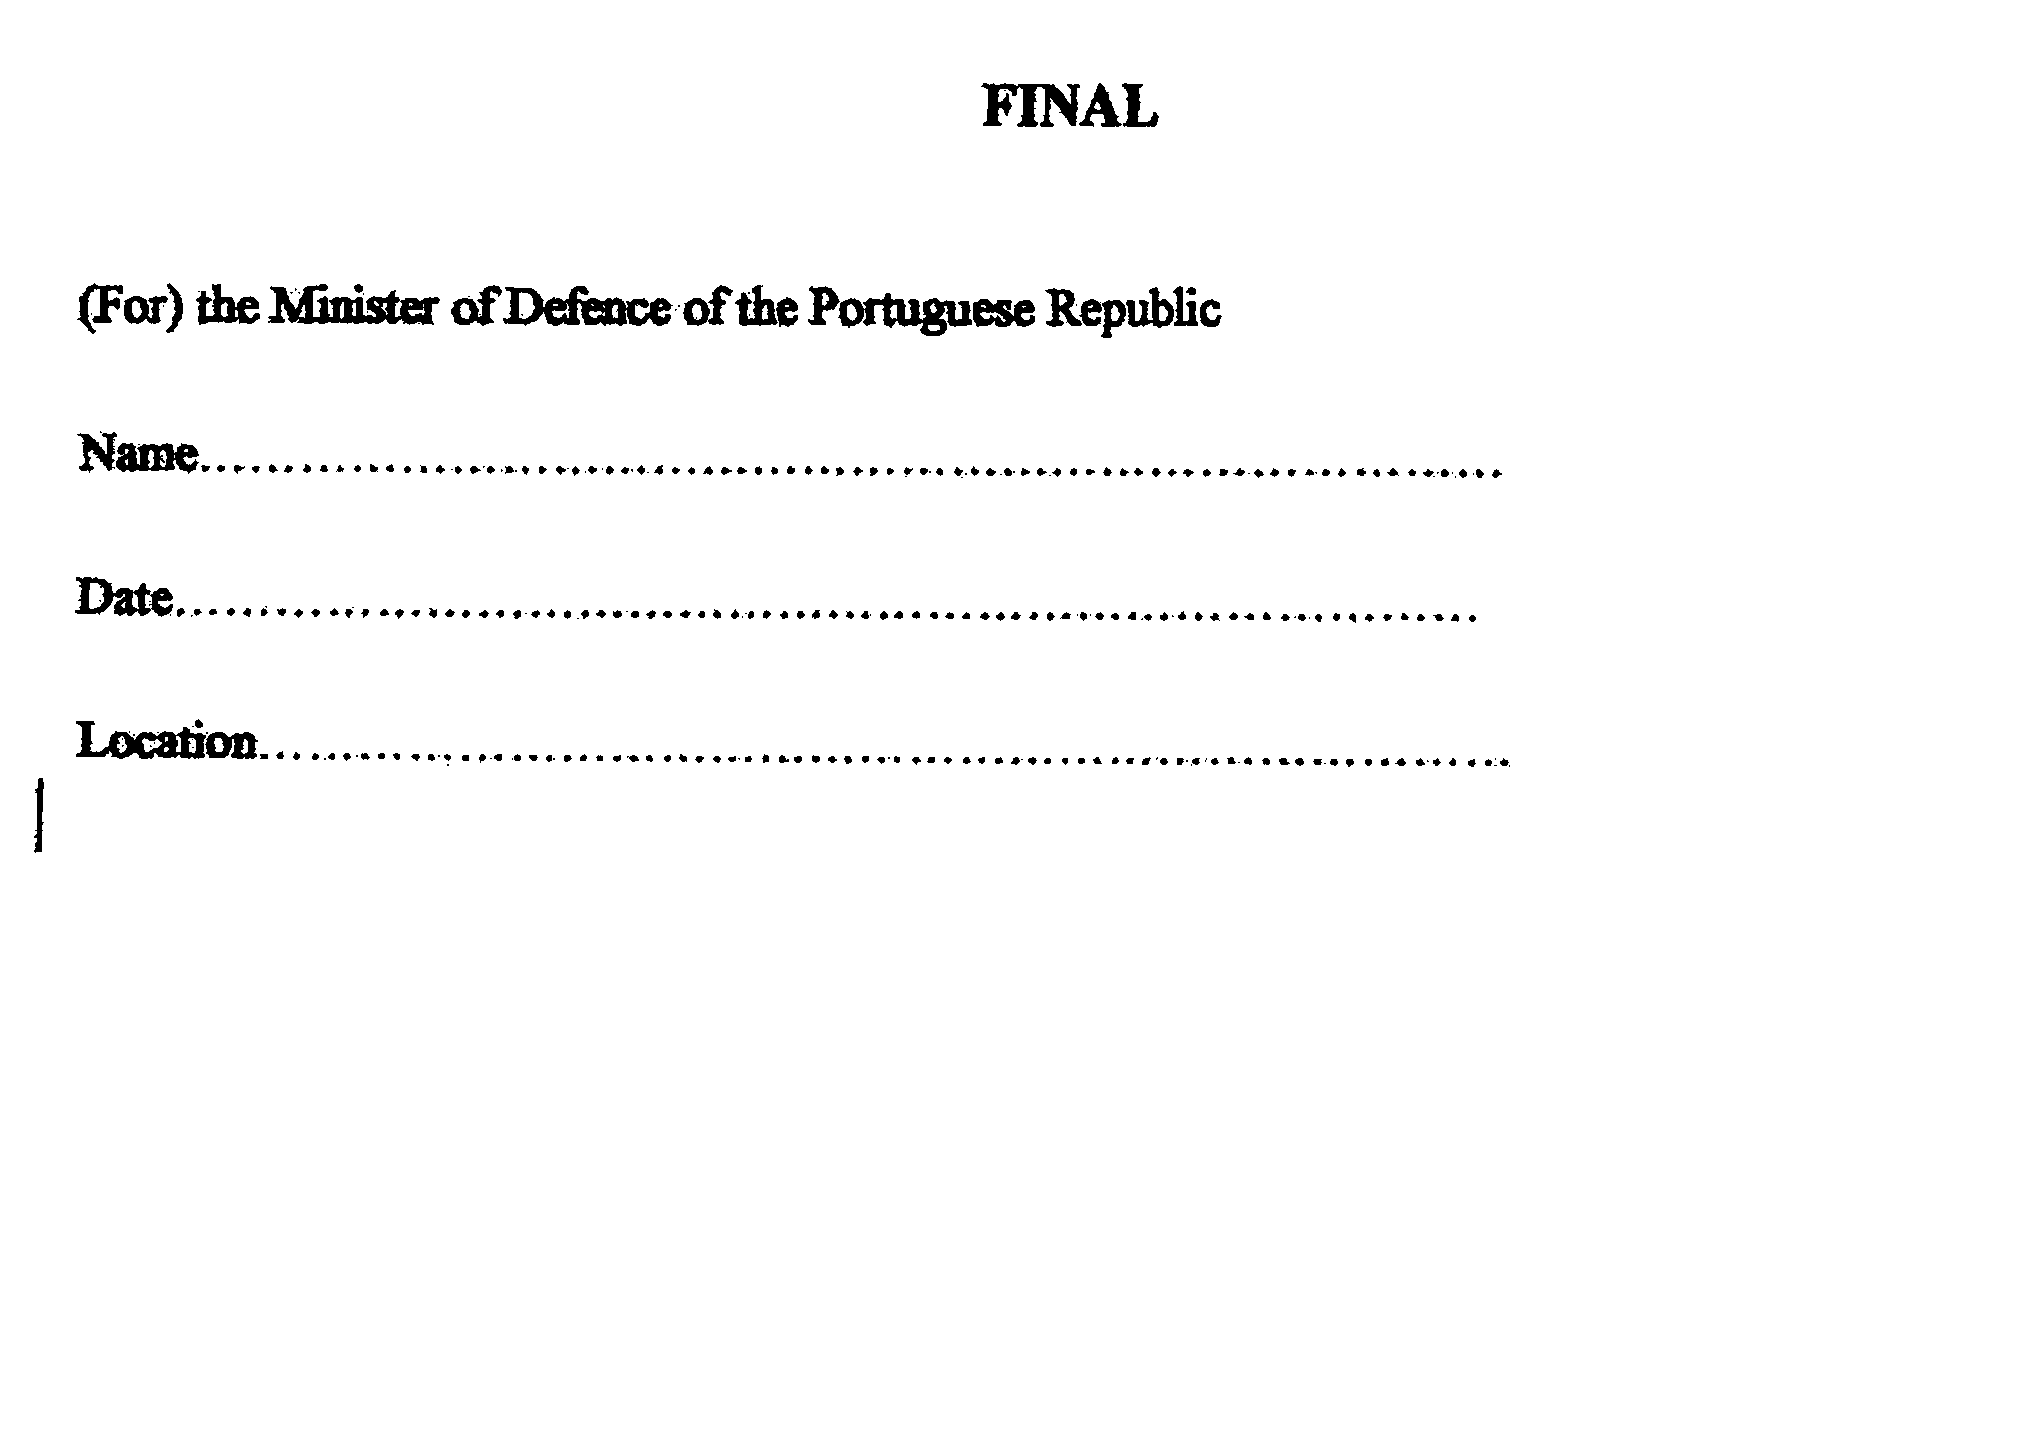 FINAL
(For) the Minister of Defence of the Portuguese Republic
Name..............................................................................
Date..............................................................................
Location...........................................................................